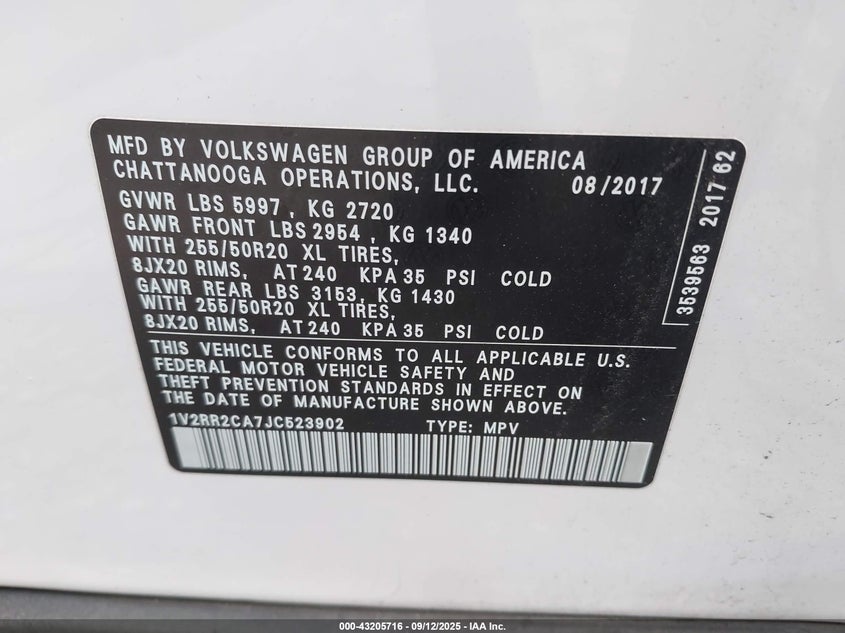 MFD BY VOLKSWAGEN GROUP OF AMERICA
CHATTANOOGA OPERATIONS, LLC. 08/2017
GVWR LBS 5997, KG 2720
GAWR FRONT LBS 2954, KG 1340
WITH 255/50R20 XL TIRES,
8JX20 RIMS, AT 240 KPA 35 PSI COLD
GAWR REAR LBS 3153, KG 1430
WITH 255/50R20 XL TIRES,
8JX20 RIMS, AT 240 KPA 35 PSI COLD
THIS VEHICLE CONFORMS TO ALL APPLICABLE U.S.
FEDERAL MOTOR VEHICLE SAFETY AND
THEFT PREVENTION STANDARDS IN EFFECT ON
THE DATE OF MANUFACTURE SHOWN ABOVE.
1V2RR2CA7JC523902 TYPE: MPV
3539563 2017 62
000-43205716 - 09/12/2025 - IAA Inc.